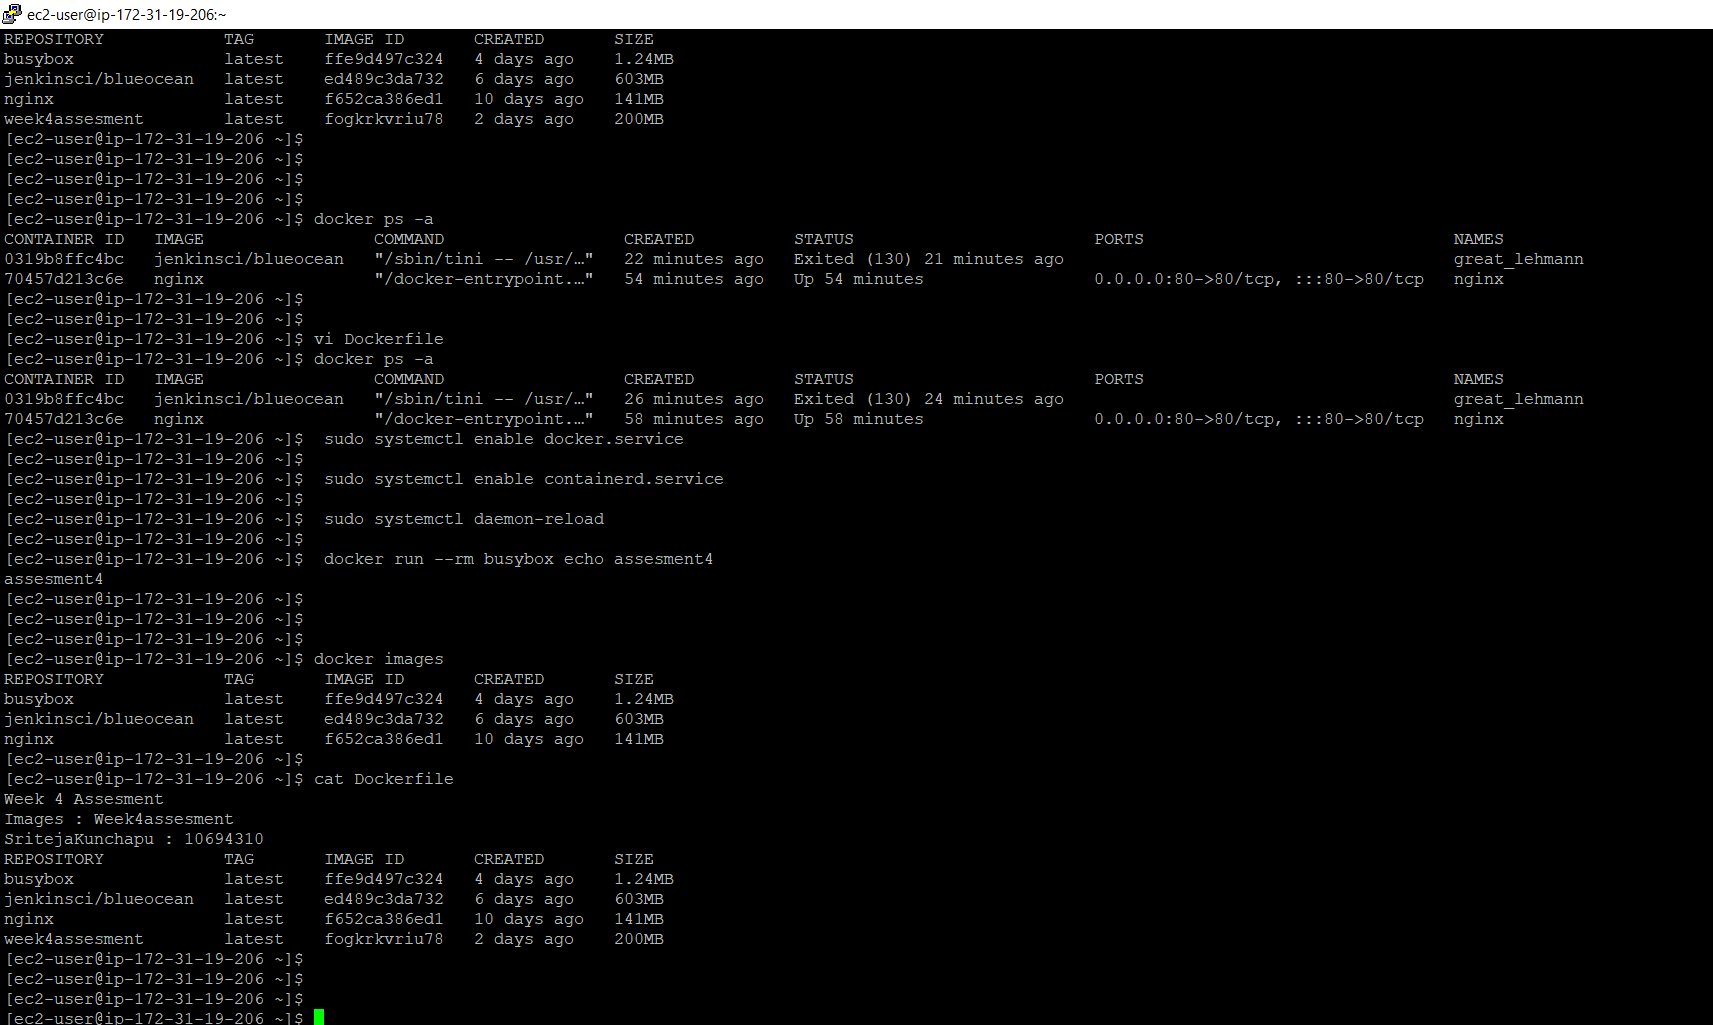 ec2-user@ip-172-31-19-206:~
REPOSITORY            TAG       IMAGE ID       CREATED       SIZE
busybox               latest    ffe9d497c324   4 days ago    1.24MB
jenkinsci/blueocean   latest    ed489c3da732   6 days ago    603MB
nginx                 latest    f652ca386ed1   10 days ago   141MB
week4assesment        latest    fogkrkvriu78   2 days ago    200MB
[ec2-user@ip-172-31-19-206 ~]$
[ec2-user@ip-172-31-19-206 ~]$
[ec2-user@ip-172-31-19-206 ~]$
[ec2-user@ip-172-31-19-206 ~]$
[ec2-user@ip-172-31-19-206 ~]$ docker ps -a
CONTAINER ID   IMAGE                 COMMAND                  CREATED          STATUS                        PORTS                               NAMES
0319b8ffc4bc   jenkinsci/blueocean   "/sbin/tini -- /usr/…"   22 minutes ago   Exited (130) 21 minutes ago                                       great_lehmann
70457d213c6e   nginx                 "/docker-entrypoint.…"   54 minutes ago   Up 54 minutes                 0.0.0.0:80->80/tcp, :::80->80/tcp   nginx
[ec2-user@ip-172-31-19-206 ~]$
[ec2-user@ip-172-31-19-206 ~]$
[ec2-user@ip-172-31-19-206 ~]$ vi Dockerfile
[ec2-user@ip-172-31-19-206 ~]$ docker ps -a
CONTAINER ID   IMAGE                 COMMAND                  CREATED          STATUS                        PORTS                               NAMES
0319b8ffc4bc   jenkinsci/blueocean   "/sbin/tini -- /usr/…"   26 minutes ago   Exited (130) 24 minutes ago                                       great_lehmann
70457d213c6e   nginx                 "/docker-entrypoint.…"   58 minutes ago   Up 58 minutes                 0.0.0.0:80->80/tcp, :::80->80/tcp   nginx
[ec2-user@ip-172-31-19-206 ~]$  sudo systemctl enable docker.service
[ec2-user@ip-172-31-19-206 ~]$
[ec2-user@ip-172-31-19-206 ~]$  sudo systemctl enable containerd.service
[ec2-user@ip-172-31-19-206 ~]$
[ec2-user@ip-172-31-19-206 ~]$  sudo systemctl daemon-reload
[ec2-user@ip-172-31-19-206 ~]$
[ec2-user@ip-172-31-19-206 ~]$  docker run --rm busybox echo assesment4
assesment4
[ec2-user@ip-172-31-19-206 ~]$
[ec2-user@ip-172-31-19-206 ~]$
[ec2-user@ip-172-31-19-206 ~]$
[ec2-user@ip-172-31-19-206 ~]$ docker images
REPOSITORY            TAG       IMAGE ID       CREATED       SIZE
busybox               latest    ffe9d497c324   4 days ago    1.24MB
jenkinsci/blueocean   latest    ed489c3da732   6 days ago    603MB
nginx                 latest    f652ca386ed1   10 days ago   141MB
[ec2-user@ip-172-31-19-206 ~]$
[ec2-user@ip-172-31-19-206 ~]$ cat Dockerfile
Week 4 Assesment
Images : Week4assesment
SritejaKunchapu : 10694310
REPOSITORY            TAG       IMAGE ID       CREATED       SIZE
busybox               latest    ffe9d497c324   4 days ago    1.24MB
jenkinsci/blueocean   latest    ed489c3da732   6 days ago    603MB
nginx                 latest    f652ca386ed1   10 days ago   141MB
week4assesment        latest    fogkrkvriu78   2 days ago    200MB
[ec2-user@ip-172-31-19-206 ~]$
[ec2-user@ip-172-31-19-206 ~]$
[ec2-user@ip-172-31-19-206 ~]$
[ec2-user@ip-172-31-19-206 ~]$